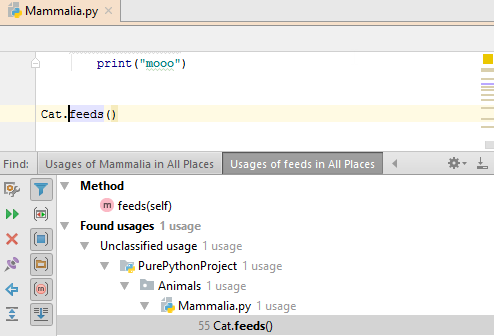 Mammalia.py
print("mooo")
Cat.feeds()
Find: Usages of Mammalia in All Places Usages of feeds in All Places
Method
m feeds(self)
Found usages 1 usage
Unclassified usage 1 usage
PurePythonProject 1 usage
Animals 1 usage
Mammalia.py 1 usage
55 Cat.feeds()